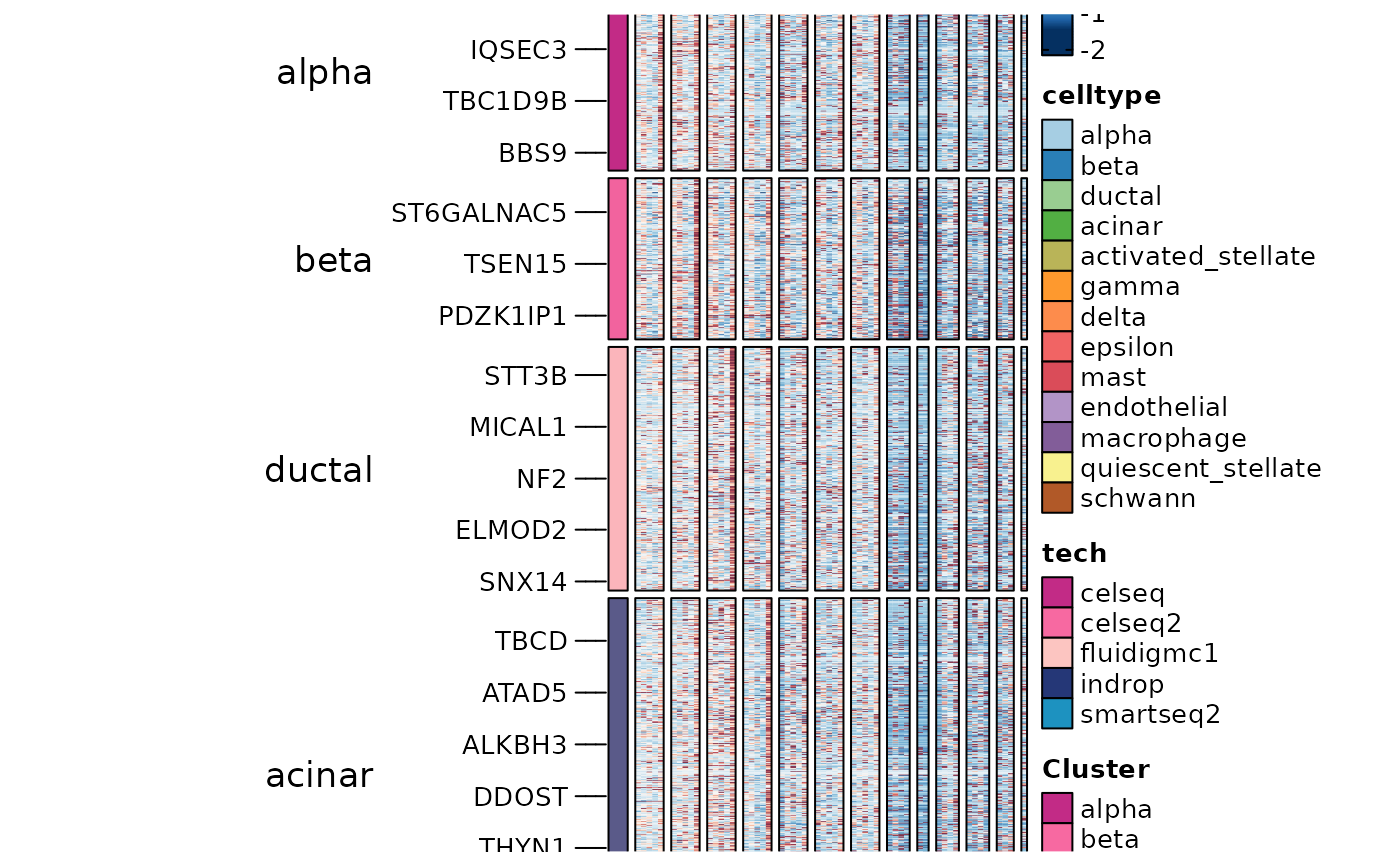 alpha
IQSEC3
TBC1D9B
BBS9
beta
ST6GALNAC5
TSEN15
PDZK1IP1
ductal
STT3B
MICAL1
NF2
ELMOD2
SNX14
acinar
TBCD
ATAD5
ALKBH3
DDOST
THYN1
-1
-2
celltype
alpha
beta
ductal
acinar
activated_stellate
gamma
delta
epsilon
mast
endothelial
macrophage
quiescent_stellate
schwann
tech
celseq
celseq2
fluidigmc1
indrop
smartseq2
Cluster
alpha
beta